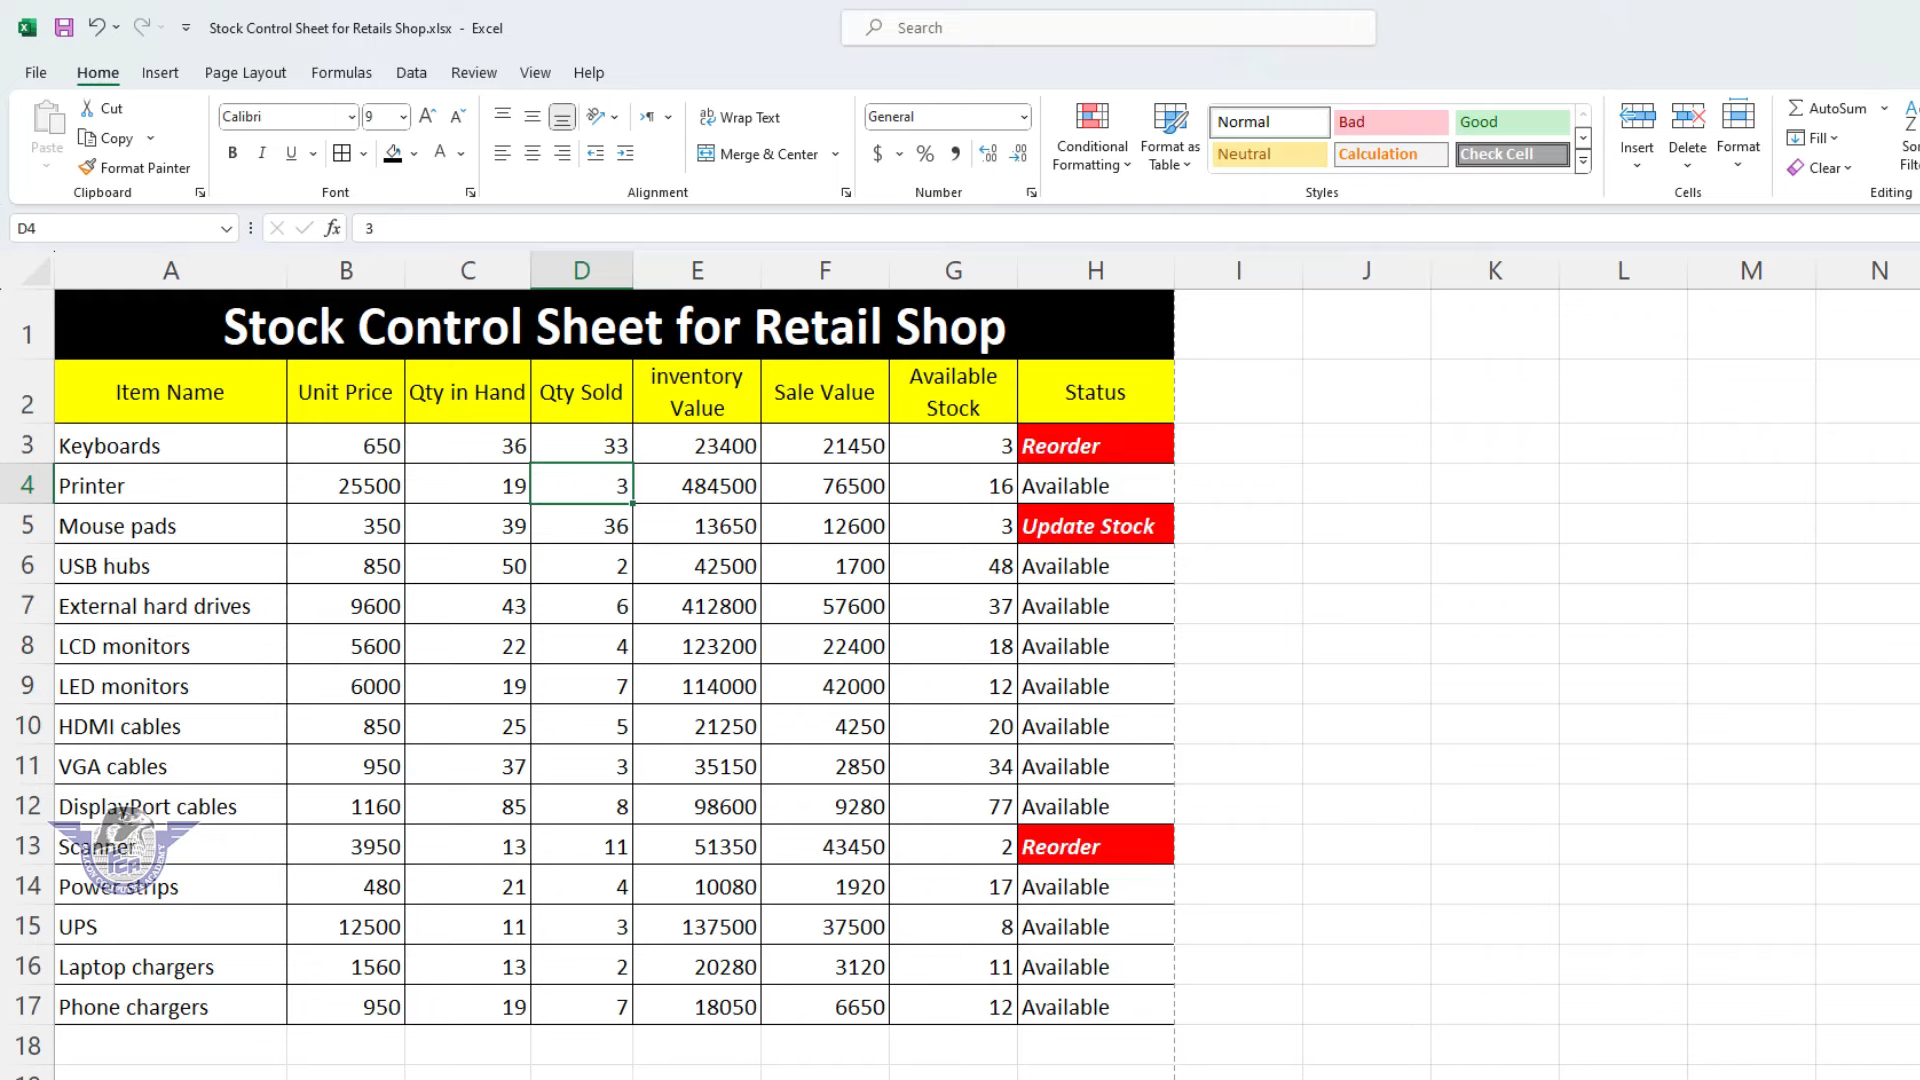 Stock Control Sheet for Retails Shop.xlsx - Excel
Search
File Home Insert Page Layout Formulas Data Review View Help
Paste
Cut
Copy
Format Painter
Clipboard
Calibri 9
B I U A
Font
ab Wrap Text
Merge & Center
Alignment
General
$ % 9
Number
Conditional Formatting
Format as Table
Normal Bad Good
Neutral Calculation Check Cell
Styles
Insert Delete Format
Cells
AutoSum
Fill
Clear
Editing
D4 fx 3
A B C D E F G H I J K L M N
1 Stock Control Sheet for Retail Shop
2 Item Name Unit Price Qty in Hand Qty Sold inventory Value Sale Value Available Stock Status
3 Keyboards 650 36 33 23400 21450 3 Reorder
4 Printer 25500 19 3 484500 76500 16 Available
5 Mouse pads 350 39 36 13650 12600 3 Update Stock
6 USB hubs 850 50 2 42500 1700 48 Available
7 External hard drives 9600 43 6 412800 57600 37 Available
8 LCD monitors 5600 22 4 123200 22400 18 Available
9 LED monitors 6000 19 7 114000 42000 12 Available
10 HDMI cables 850 25 5 21250 4250 20 Available
11 VGA cables 950 37 3 35150 2850 34 Available
12 DisplayPort cables 1160 85 8 98600 9280 77 Available
13 Scanner 3950 13 11 51350 43450 2 Reorder
14 Power strips 480 21 4 10080 1920 17 Available
15 UPS 12500 11 3 137500 37500 8 Available
16 Laptop chargers 1560 13 2 20280 3120 11 Available
17 Phone chargers 950 19 7 18050 6650 12 Available
18